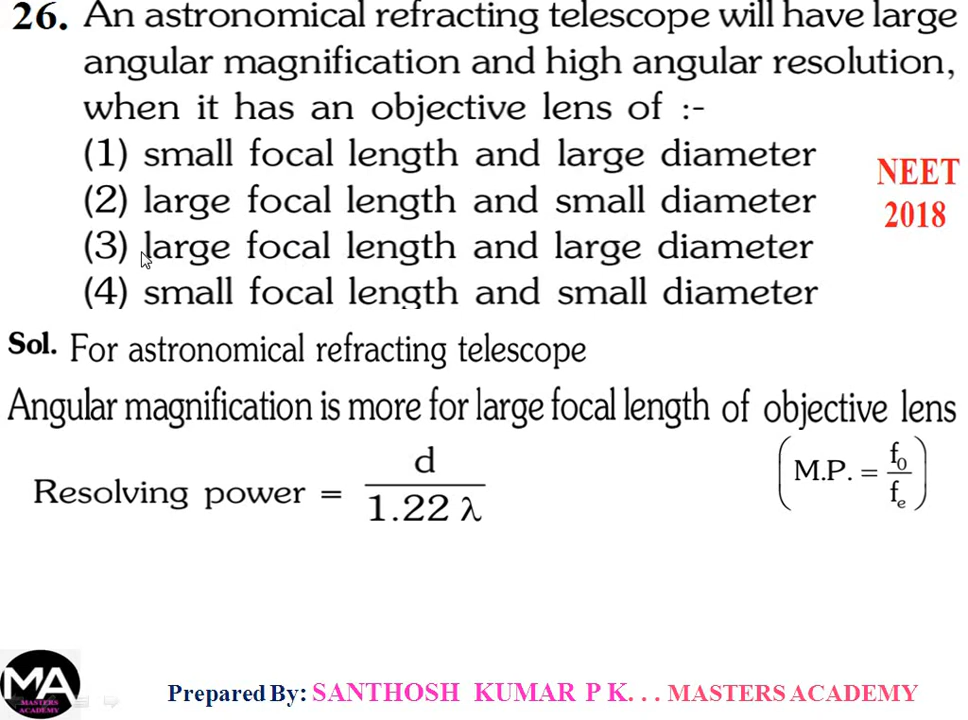 26. An astronomical refracting telescope will have large
angular magnification and high angular resolution,
when it has an objective lens of :-
(1) small focal length and large diameter
(2) large focal length and small diameter
(3) large focal length and large diameter
(4) small focal length and small diameter
NEET
2018
Sol. For astronomical refracting telescope
Angular magnification is more for large focal length of objective lens
Resolving power = d / 1.22 λ
(M.P. = f₀ / fₑ)
MA
MASTERS
ACADEMY
Prepared By: SANTHOSH KUMAR P K. . . MASTERS ACADEMY